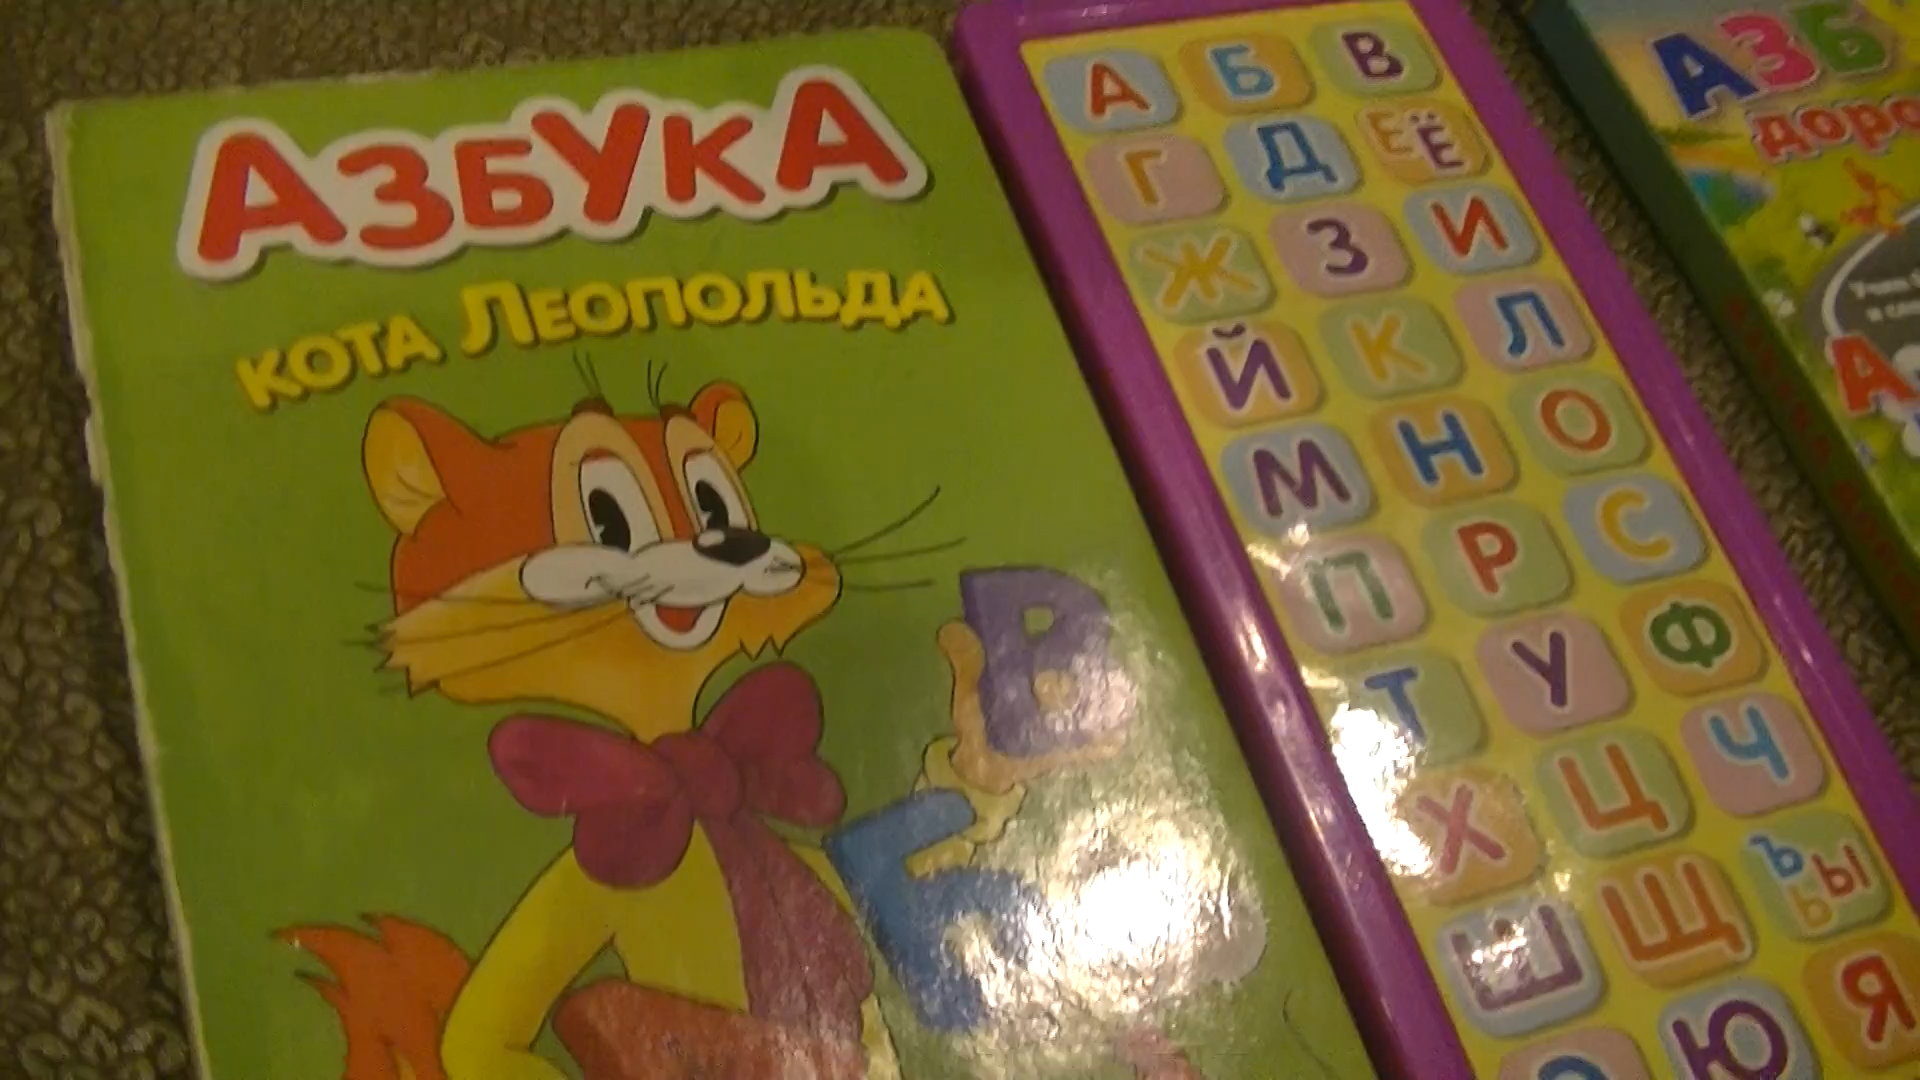 АЗБУКА
КОТА ЛЕОПОЛЬДА
В
Б
А Б В
Г Д Е Ё
Ж З И
Й К Л
М Н О
П Р С
Т У Ф
Х Ц Ч
Ш Щ Ъ Ы Ь
Э Ю Я
АЗБ
доро